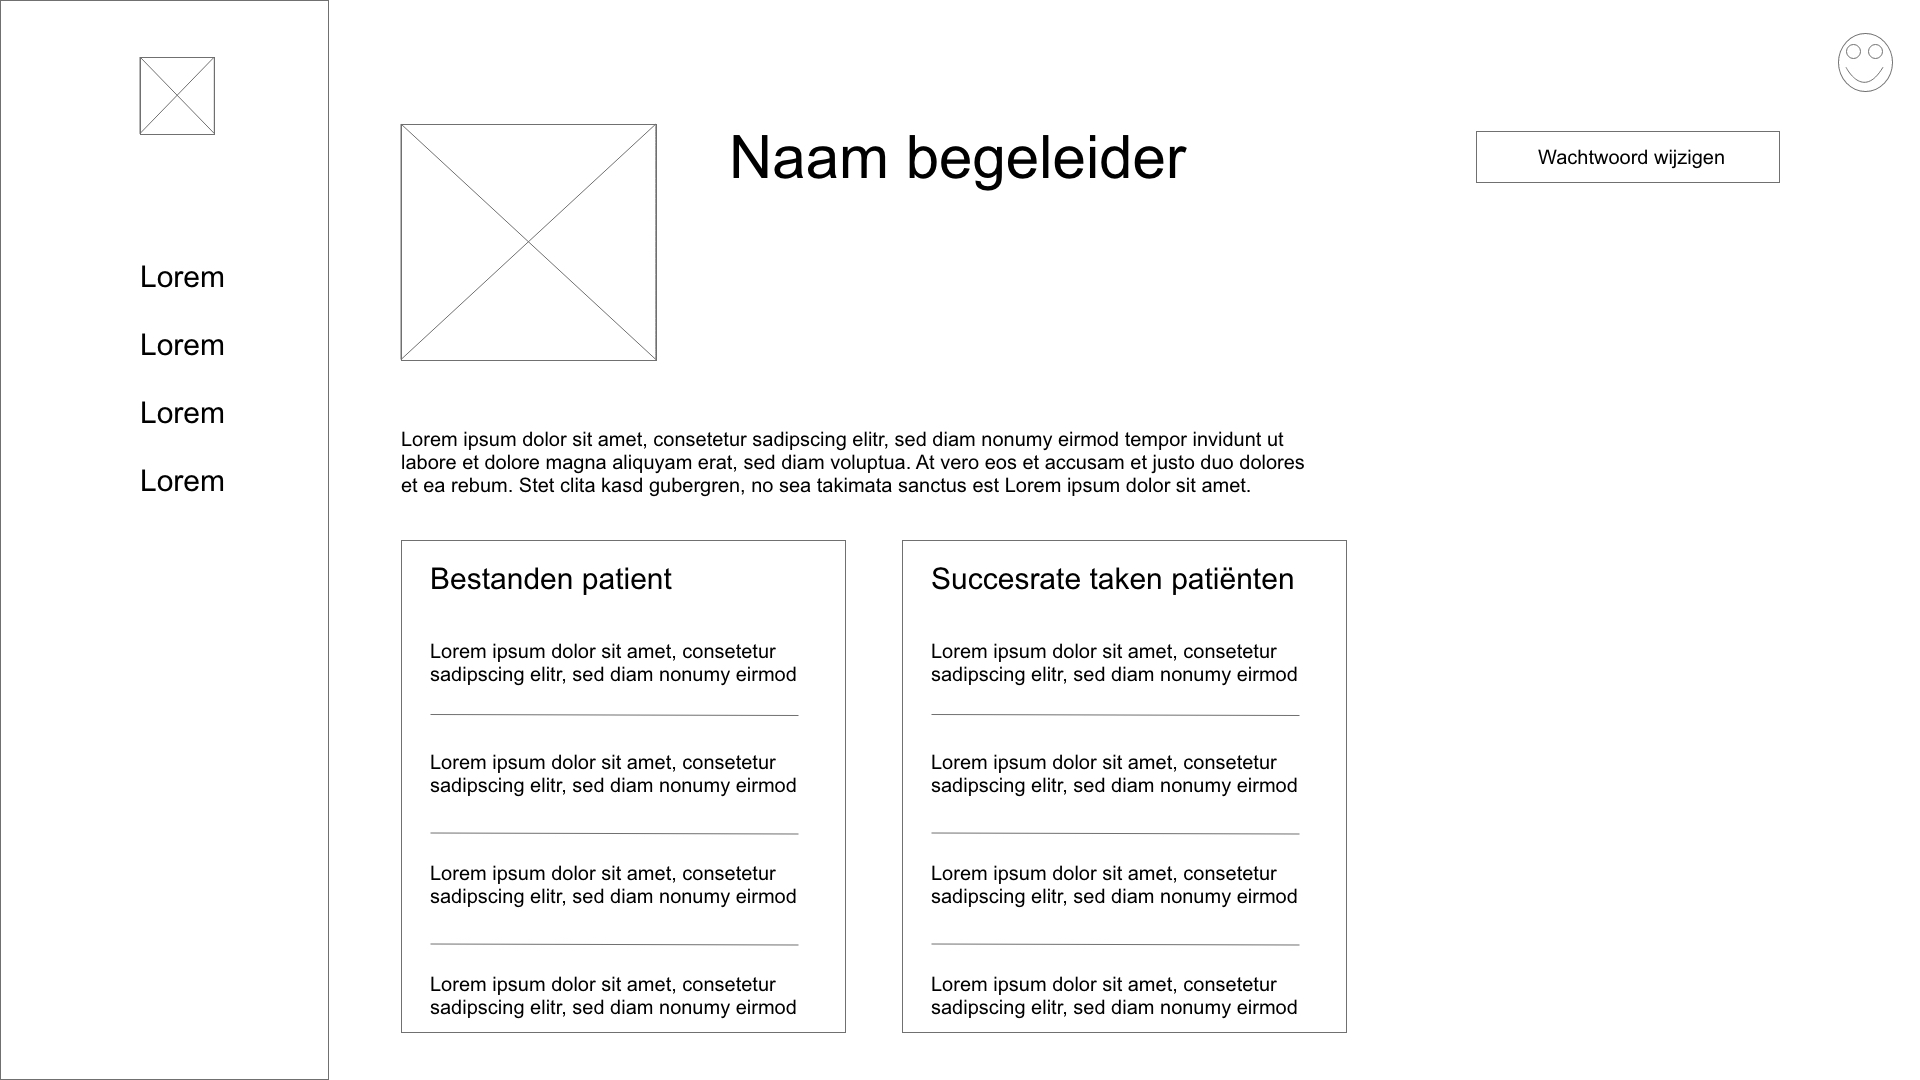 Lorem
Lorem
Lorem
Lorem
Naam begeleider
Wachtwoord wijzigen
Lorem ipsum dolor sit amet, consetetur sadipscing elitr, sed diam nonumy eirmod tempor invidunt ut
labore et dolore magna aliquyam erat, sed diam voluptua. At vero eos et accusam et justo duo dolores
et ea rebum. Stet clita kasd gubergren, no sea takimata sanctus est Lorem ipsum dolor sit amet.
Bestanden patient
Lorem ipsum dolor sit amet, consetetur
sadipscing elitr, sed diam nonumy eirmod
Lorem ipsum dolor sit amet, consetetur
sadipscing elitr, sed diam nonumy eirmod
Lorem ipsum dolor sit amet, consetetur
sadipscing elitr, sed diam nonumy eirmod
Lorem ipsum dolor sit amet, consetetur
sadipscing elitr, sed diam nonumy eirmod
Succesrate taken patiënten
Lorem ipsum dolor sit amet, consetetur
sadipscing elitr, sed diam nonumy eirmod
Lorem ipsum dolor sit amet, consetetur
sadipscing elitr, sed diam nonumy eirmod
Lorem ipsum dolor sit amet, consetetur
sadipscing elitr, sed diam nonumy eirmod
Lorem ipsum dolor sit amet, consetetur
sadipscing elitr, sed diam nonumy eirmod